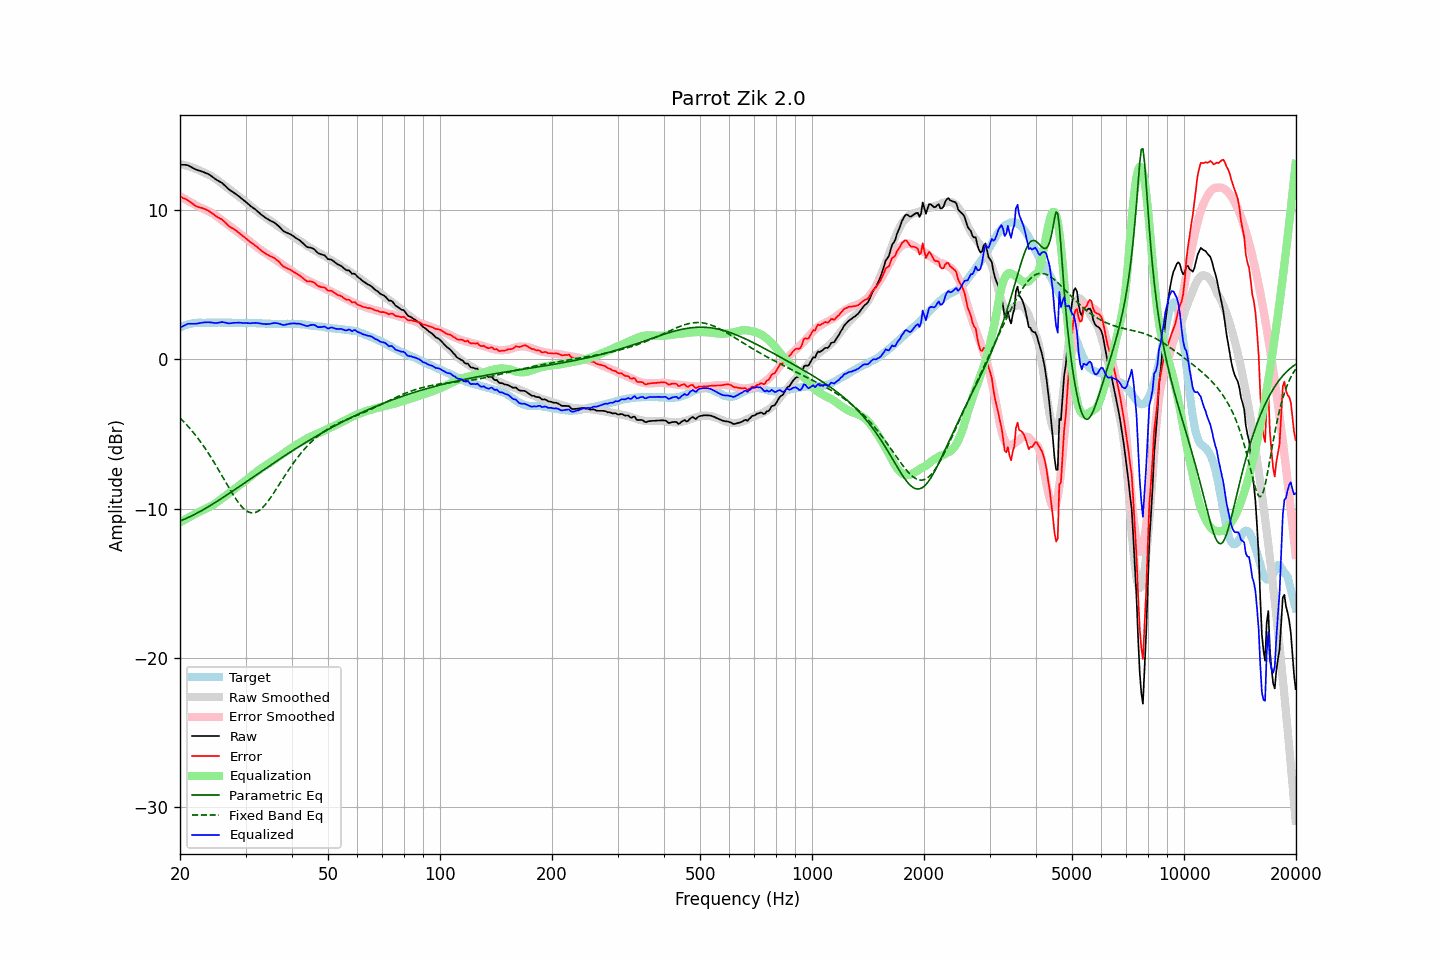 Parrot Zik 2.0
Amplitude (dBr)
10
0
−10
−20
−30
Target
Raw Smoothed
Error Smoothed
Raw
Error
Equalization
Parametric Eq
Fixed Band Eq
Equalized
20
50
100
200
500
1000
2000
5000
10000
20000
Frequency (Hz)